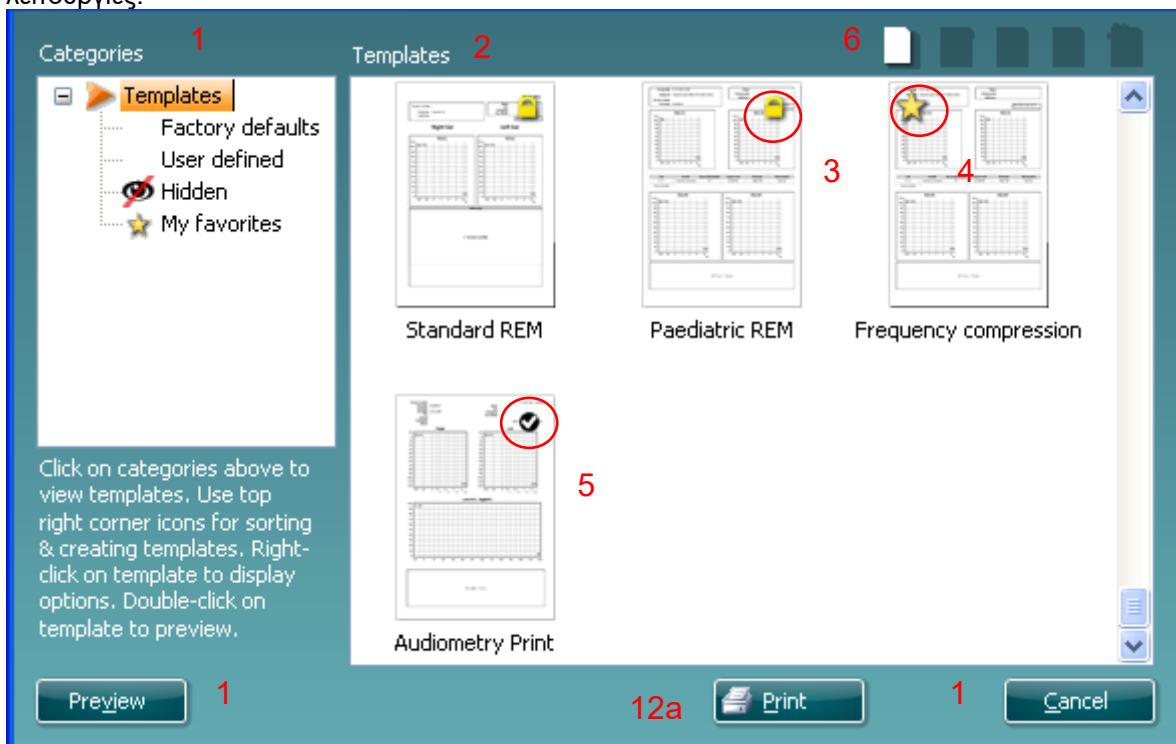 λειτουργίες.
Categories 1
Templates 2
6
Templates
Factory defaults
User defined
Hidden
My favorites
3
4
Standard REM
Paediatric REM
Frequency compression
5
Audiometry Print
Click on categories above to
view templates. Use top
right corner icons for sorting
& creating templates. Right-
click on template to display
options. Double-click on
template to preview.
Preview 1
12a Print
1 Cancel